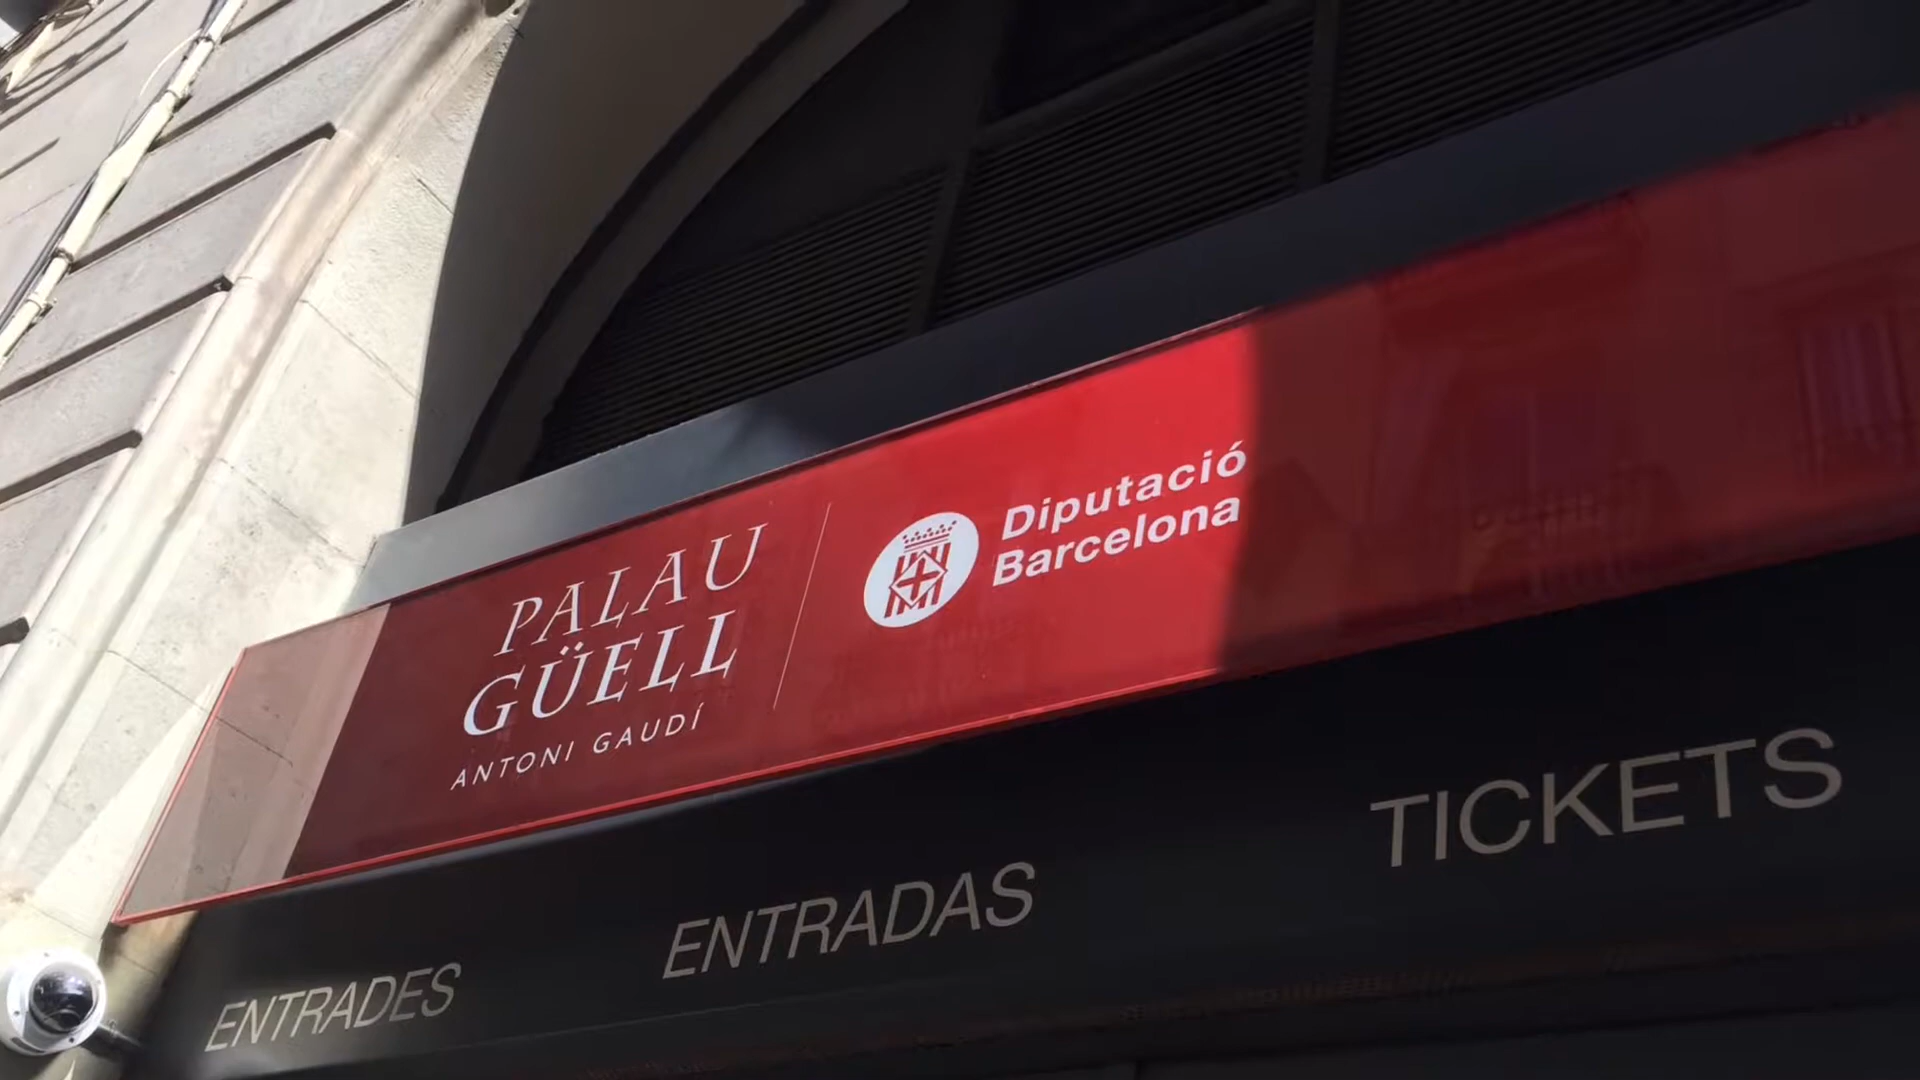 PALAU
GÜELL
ANTONI GAUDÍ
Diputació
Barcelona
ENTRADES
ENTRADAS
TICKETS